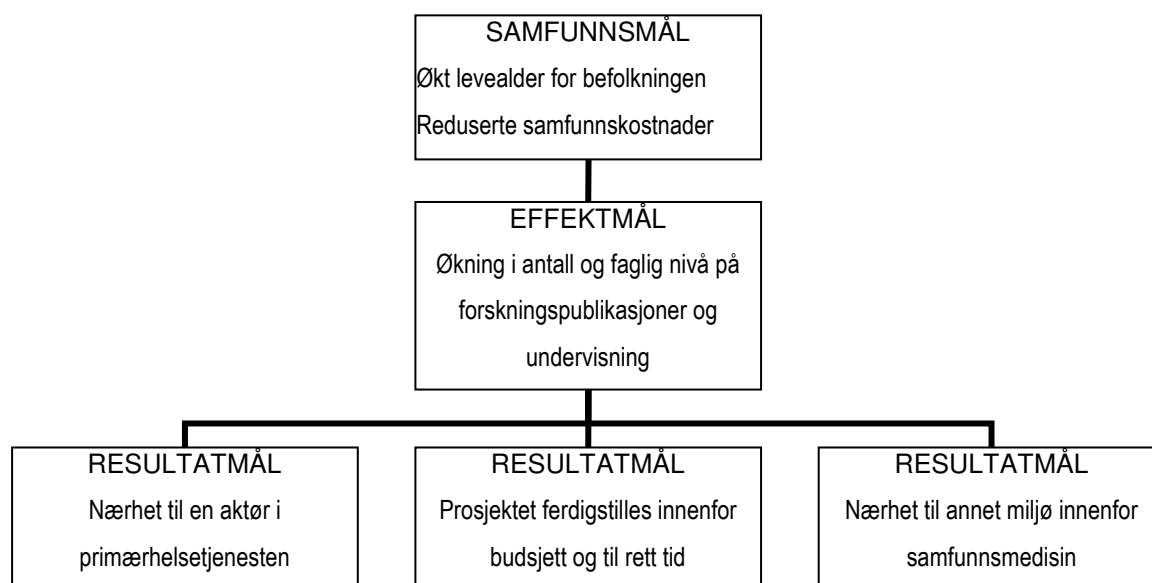 SAMFUNNSMÅL
Økt levealder for befolkningen
Reduserte samfunnskostnader
EFFEKTMÅL
Økning i antall og faglig nivå på
forskningspublikasjoner og
undervisning
RESULTATMÅL
Nærhet til en aktør i
primærhelsetjenesten
RESULTATMÅL
Prosjektet ferdigstilles innenfor
budsjett og til rett tid
RESULTATMÅL
Nærhet til annet miljø innenfor
samfunnsmedisin